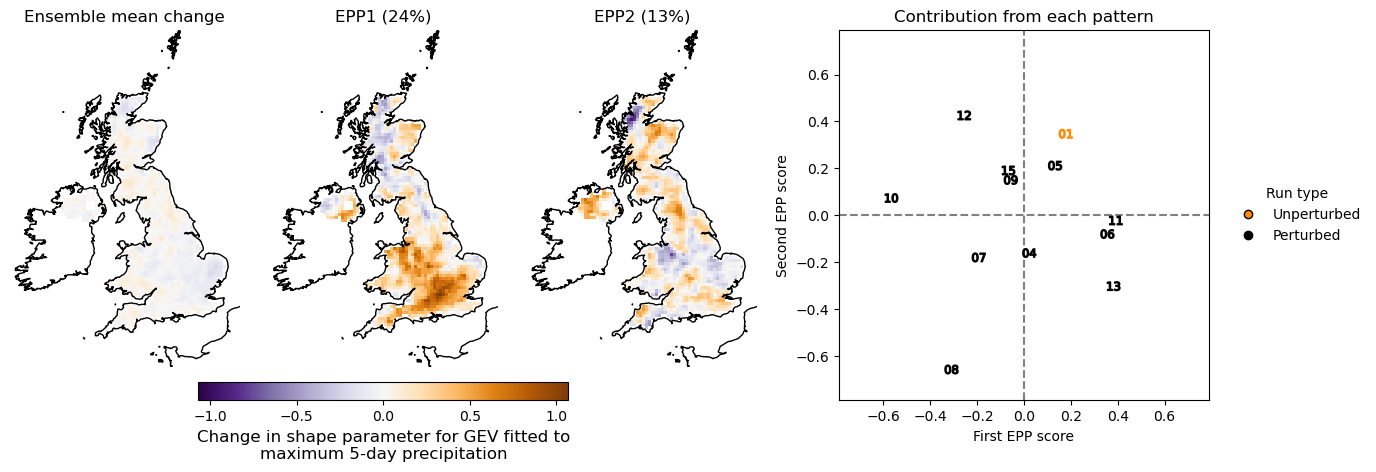 Ensemble mean change
EPP1 (24%)
EPP2 (13%)
Contribution from each pattern
−1.0
−0.5
0.0
0.5
1.0
Change in shape parameter for GEV fitted to
maximum 5-day precipitation
Second EPP score
0.6
0.4
0.2
0.0
−0.2
−0.4
−0.6
12
01
15
05
09
10
11
06
04
07
13
08
−0.6
−0.4
−0.2
0.0
0.2
0.4
0.6
First EPP score
Run type
Unperturbed
Perturbed